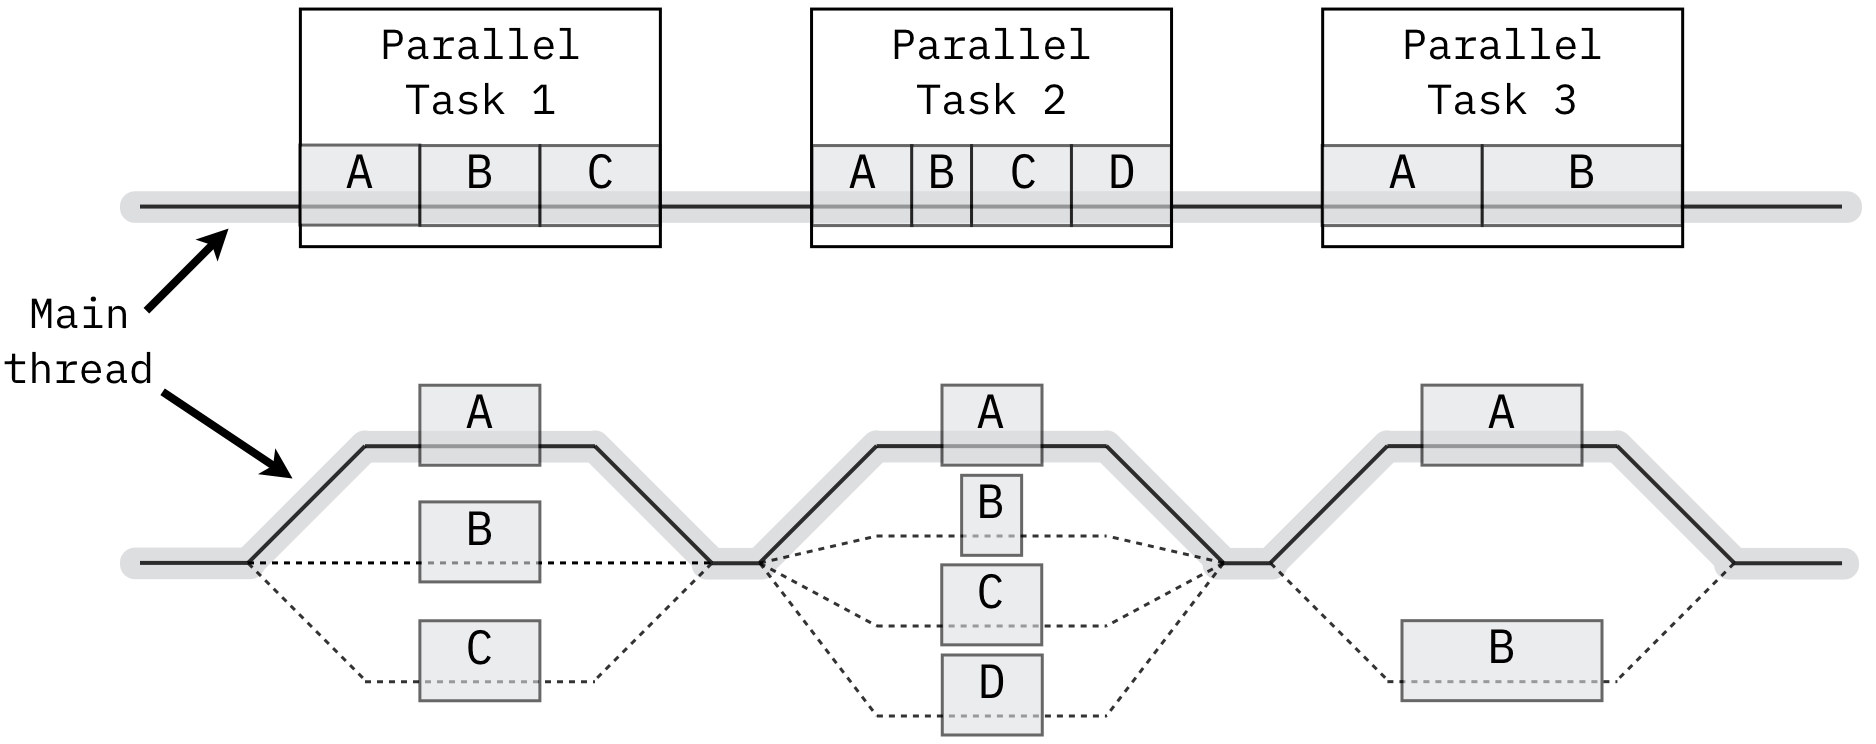 Parallel
Task 1
A B C
Parallel
Task 2
A B C D
Parallel
Task 3
A B
Main
thread
A
B
C
A
B
C
D
A
B